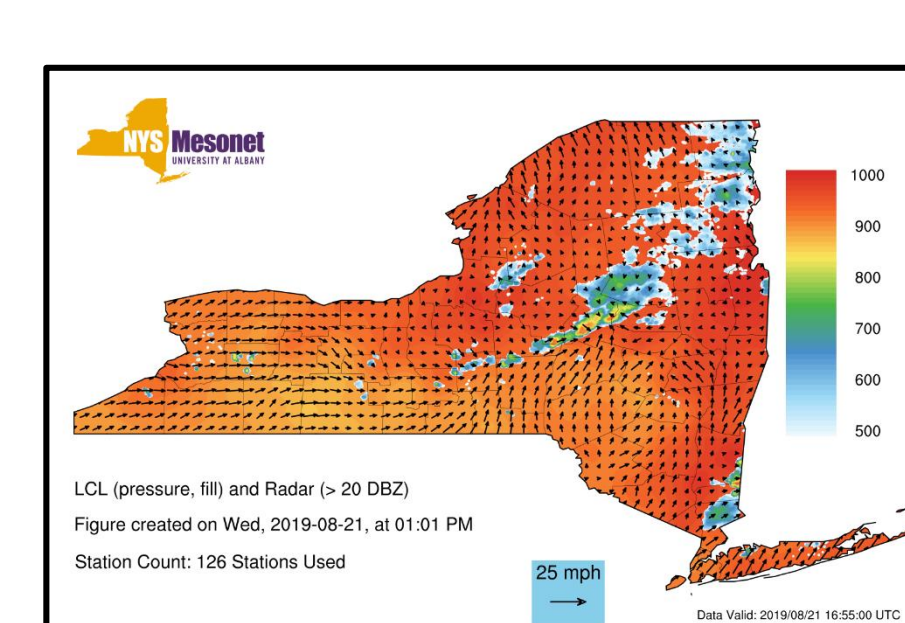 NYS Mesonet
UNIVERSITY AT ALBANY
1000
900
800
700
600
500
LCL (pressure, fill) and Radar (> 20 DBZ)
Figure created on Wed, 2019-08-21, at 01:01 PM
Station Count: 126 Stations Used
25 mph
Data Valid: 2019/08/21 16:55:00 UTC